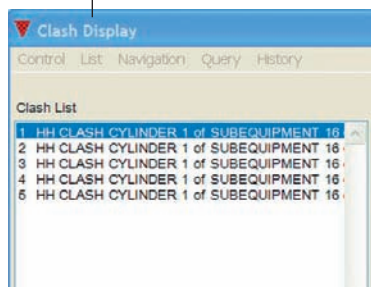 Clash Display
Control List Navigation Query History
Clash List
1 HH CLASH CYLINDER 1 of SUBEQUIPMENT 16
2 HH CLASH CYLINDER 1 of SUBEQUIPMENT 16
3 HH CLASH CYLINDER 1 of SUBEQUIPMENT 16
4 HH CLASH CYLINDER 1 of SUBEQUIPMENT 16
5 HH CLASH CYLINDER 1 of SUBEQUIPMENT 16